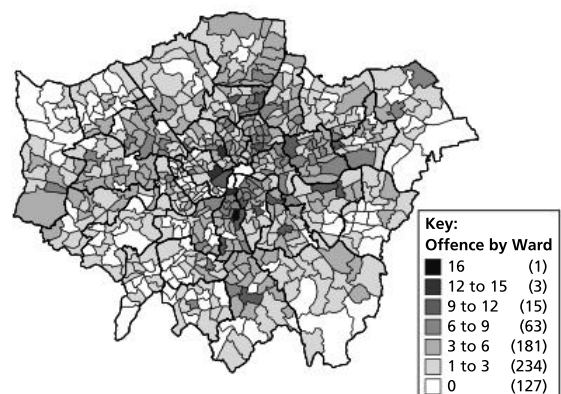 Key:
Offence by Ward
16 (1)
12 to 15 (3)
9 to 12 (15)
6 to 9 (63)
3 to 6 (181)
1 to 3 (234)
0 (127)